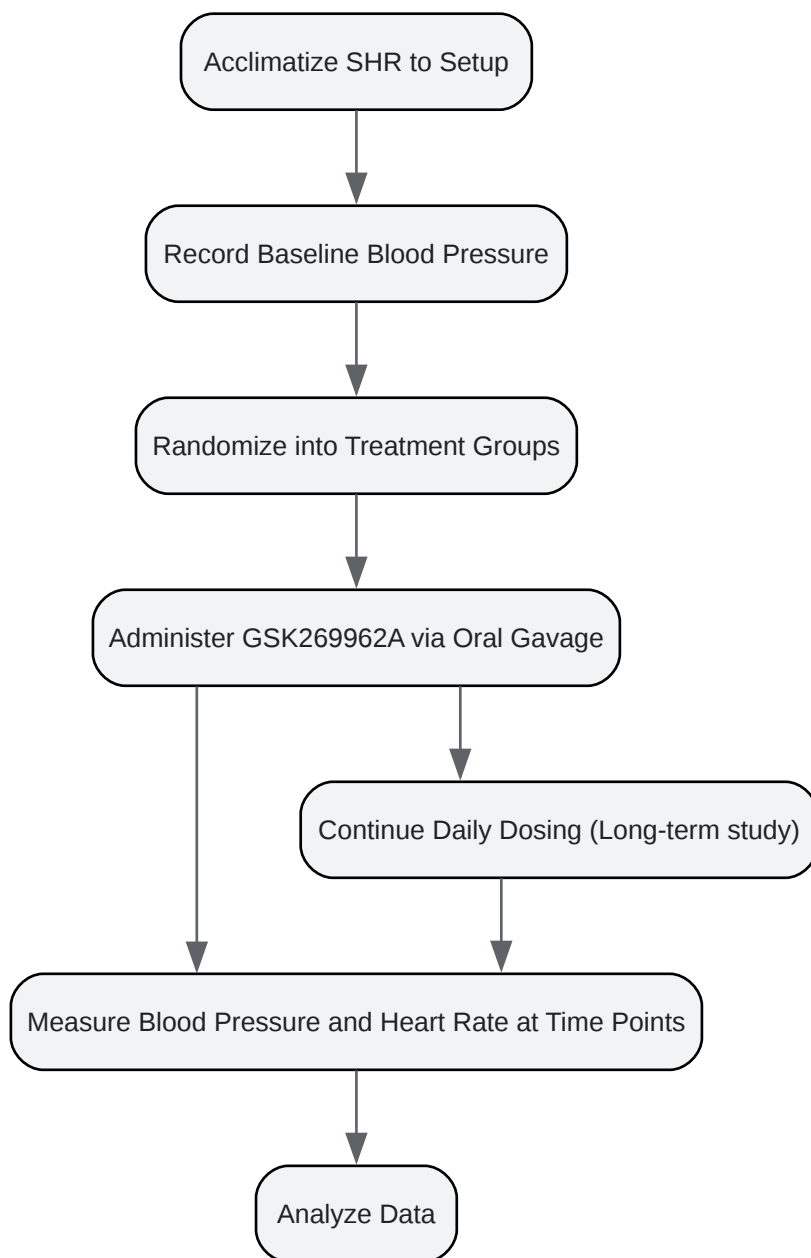 Acclimatize SHR to Setup
Record Baseline Blood Pressure
Randomize into Treatment Groups
Administer GSK269962A via Oral Gavage
Continue Daily Dosing (Long-term study)
Measure Blood Pressure and Heart Rate at Time Points
Analyze Data